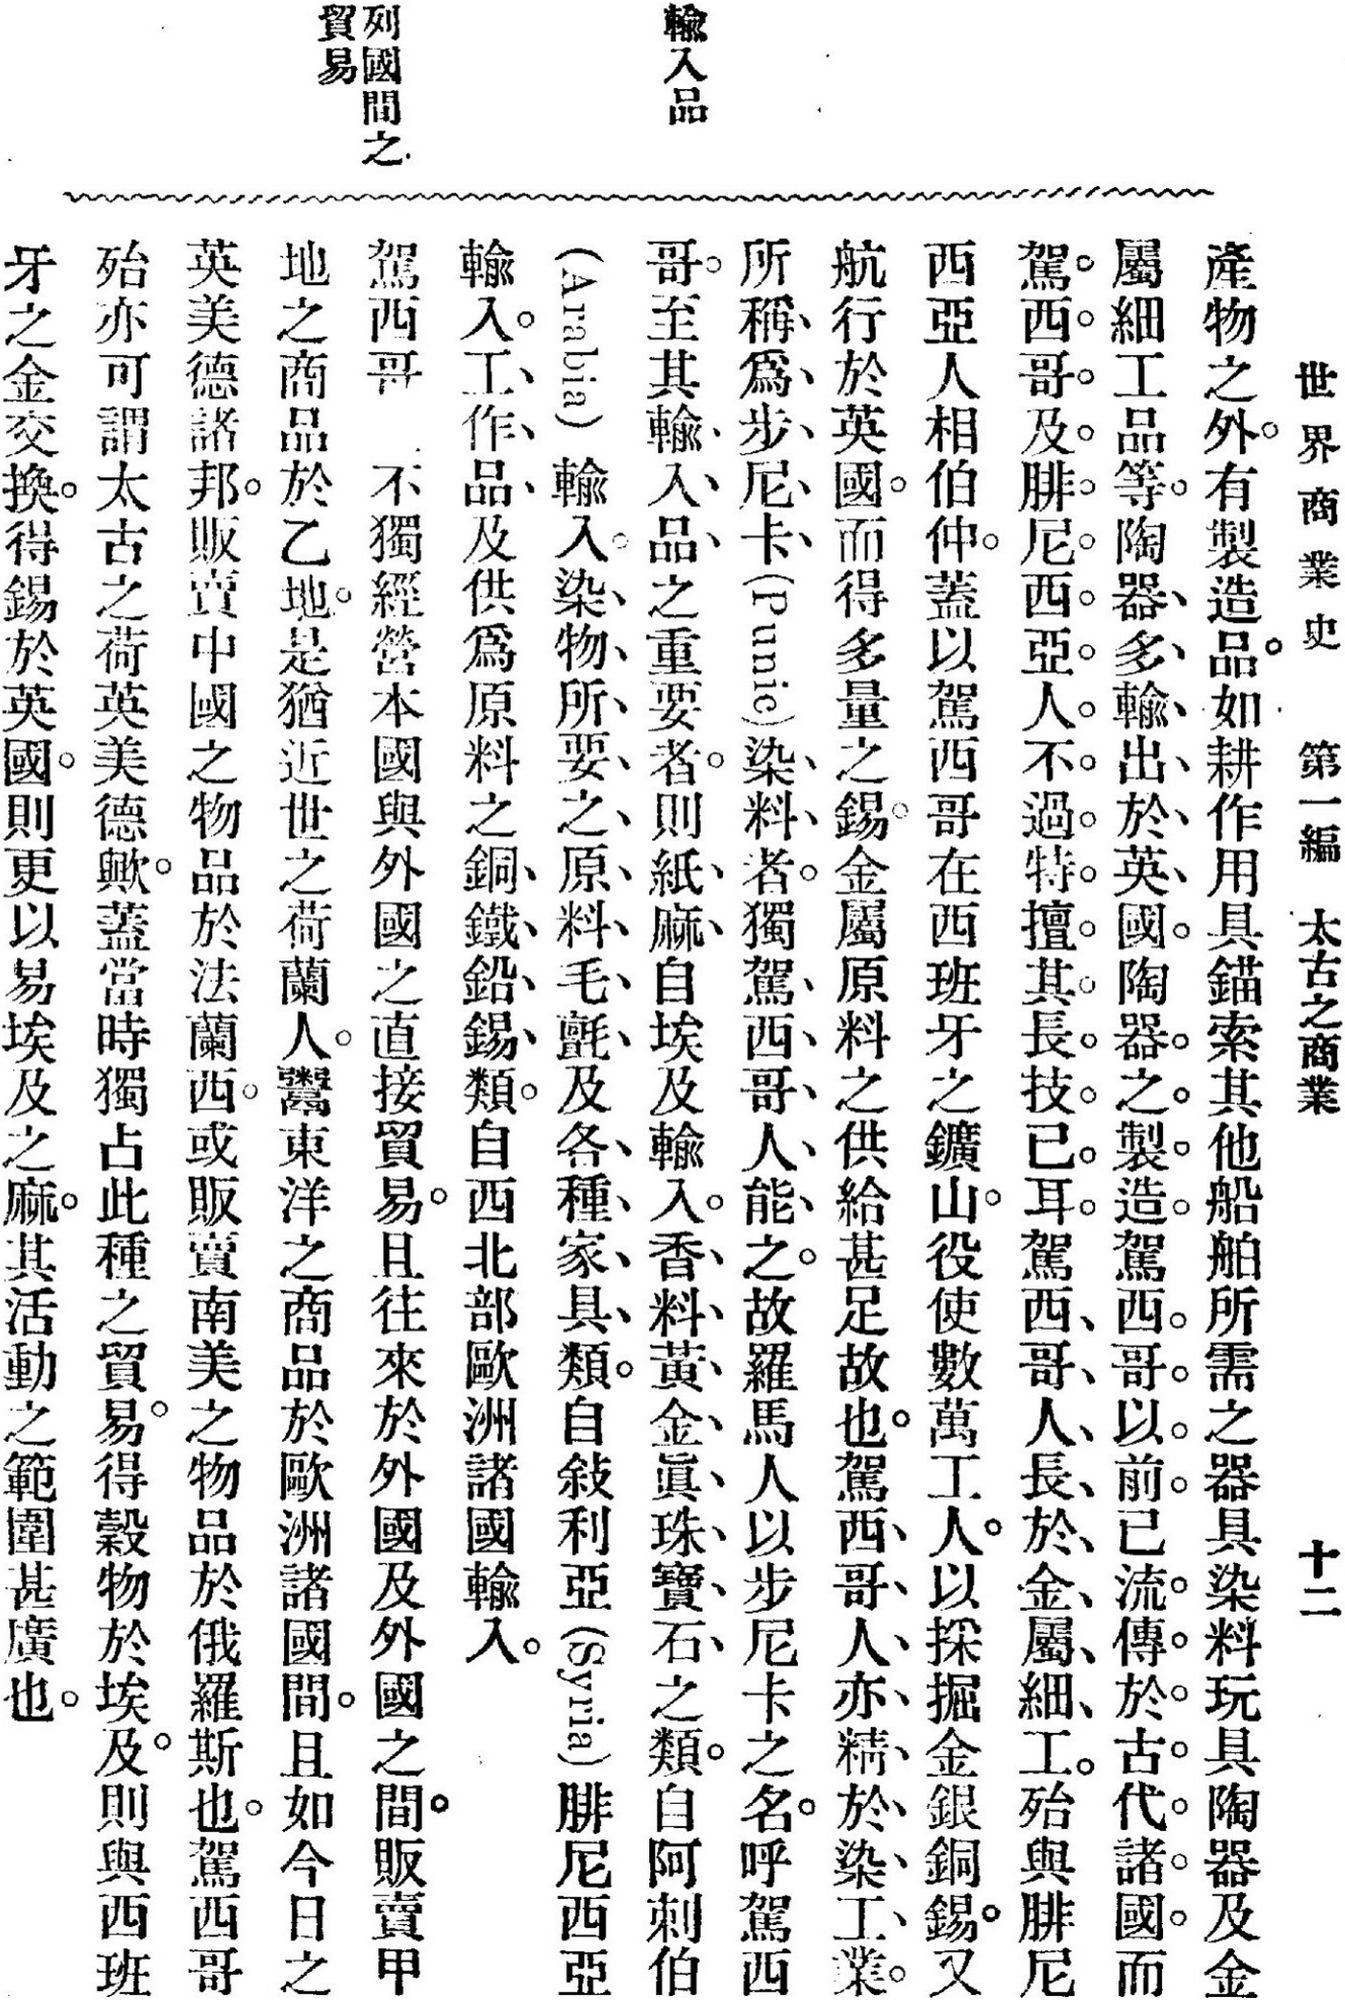 世界商業史　第一編　太古之商業　十二
輸入品
列國間之
貿易
產物之外。有製造品。如耕作用具錨索其他船舶所需之器具染料玩具陶器及金
屬細工品等。陶器、多、輸、出、於、英、國。陶器。之。製。造。駕西。哥。以。前。已流。傳。於。古。代。諸。國。而
駕。西。哥。及。腓。尼。西。亞。人。不。過。特。擅。其。長。技。已。耳。駕西、哥、人、長、於、金、屬、細、工。殆與腓尼
西亞人相伯仲。蓋以駕西哥在西班牙之鑛山。役使數萬工人。以採掘金銀銅錫。又
航行於英國。而得多量之錫。金屬原料之供給甚足故也。駕西、哥、人、亦、精、於、染、工、業。
所稱、爲、步、尼、卡、(Punic)染、料、者。獨駕、西、哥、人、能、之。故羅馬人以步尼卡之名。呼駕西
哥。至其輸、入、品、之重要者。則紙、麻、自埃及輸入。香、料、黃、金、眞、珠、寶、石、之類。自阿剌伯
(Arabia)輸入。染、物、所、要、之、原、料、毛、氈、及各、種、家、具、類。自敍利亞(Syria)腓尼西亞
輸入。工、作、品、及供爲原料之銅、鐵、鉛、錫、類。自西北部歐洲諸國輸入。
駕西哥　不獨經營本國與外國之直接貿易。且往來於外國及外國之間。販賣甲
地之商品於乙地。是猶近世之荷蘭人。鬻東洋之商品於歐洲諸國間。且如今日之
英美德諸邦。販賣中國之物品於法蘭西。或販賣南美之物品於俄羅斯也。駕西哥
殆亦可謂太古之荷英美德歟。蓋當時獨占此種之貿易。得穀物於埃及。則與西班
牙之金交換。得錫於英國。則更以易埃及之麻。其活動之範圍甚廣也。